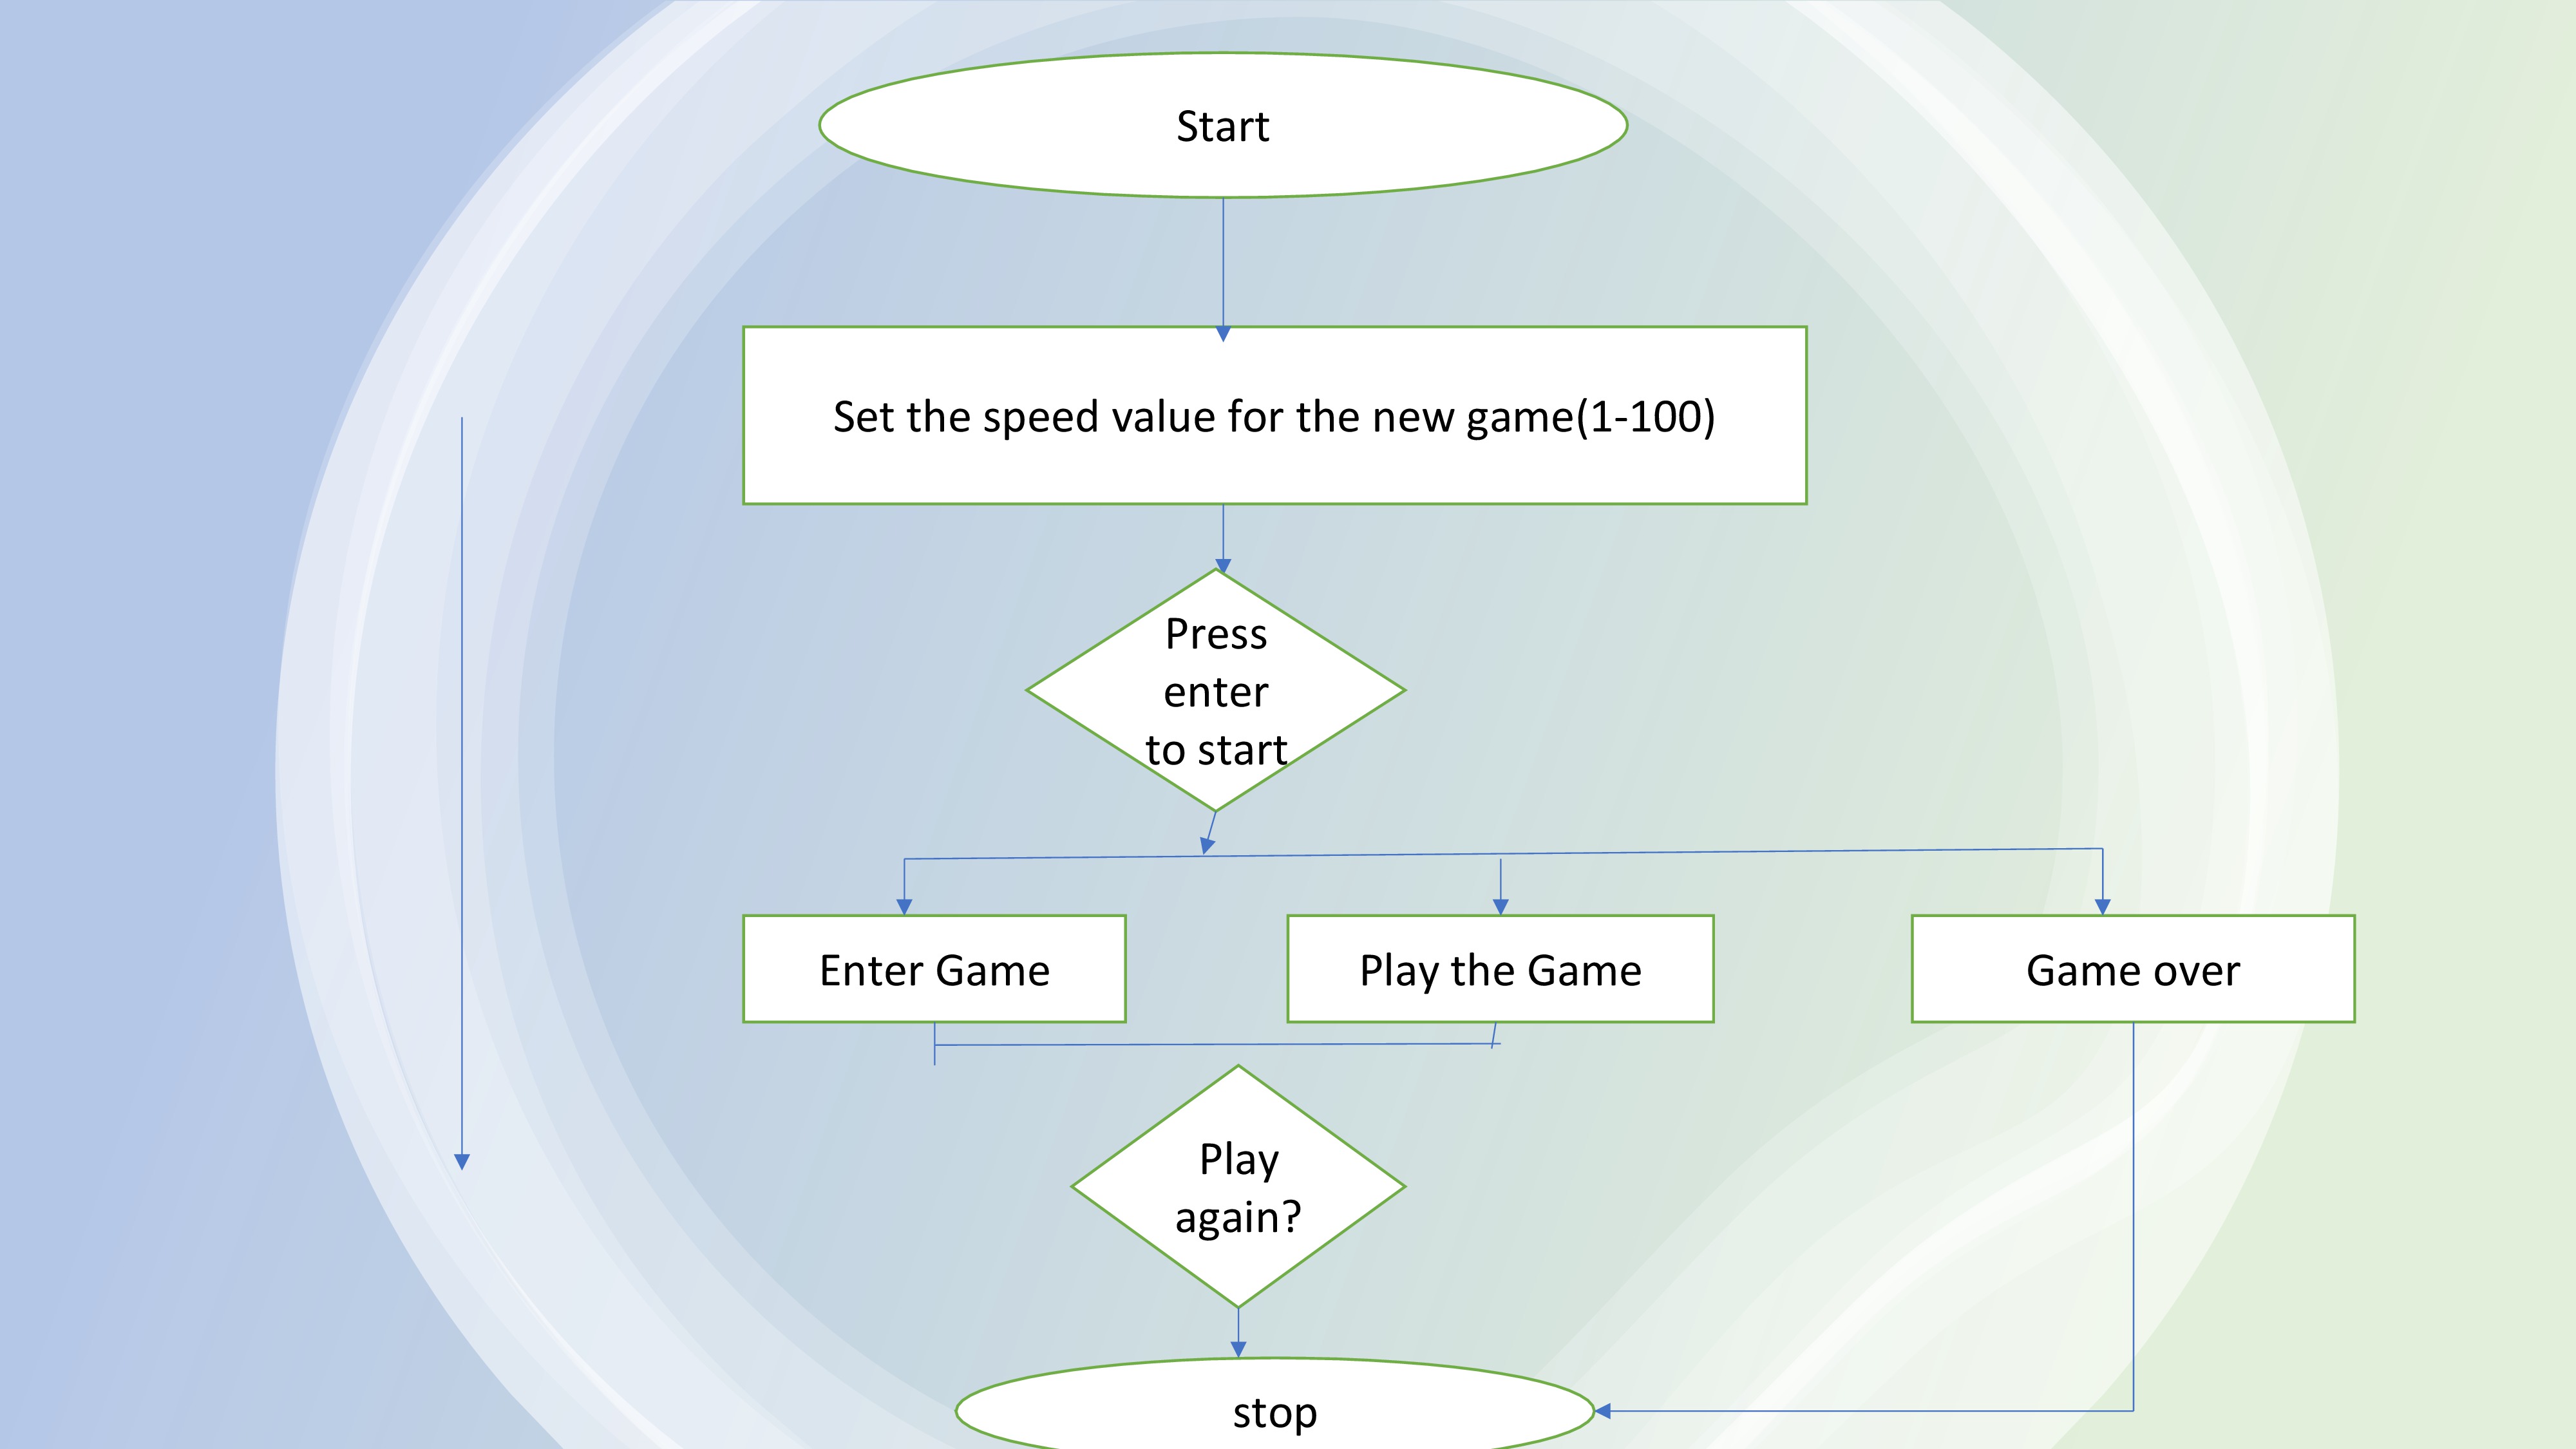 Start
Set the speed value for the new game(1-100)
Press
enter
to start
Enter Game
Play the Game
Game over
Play
again?
stop